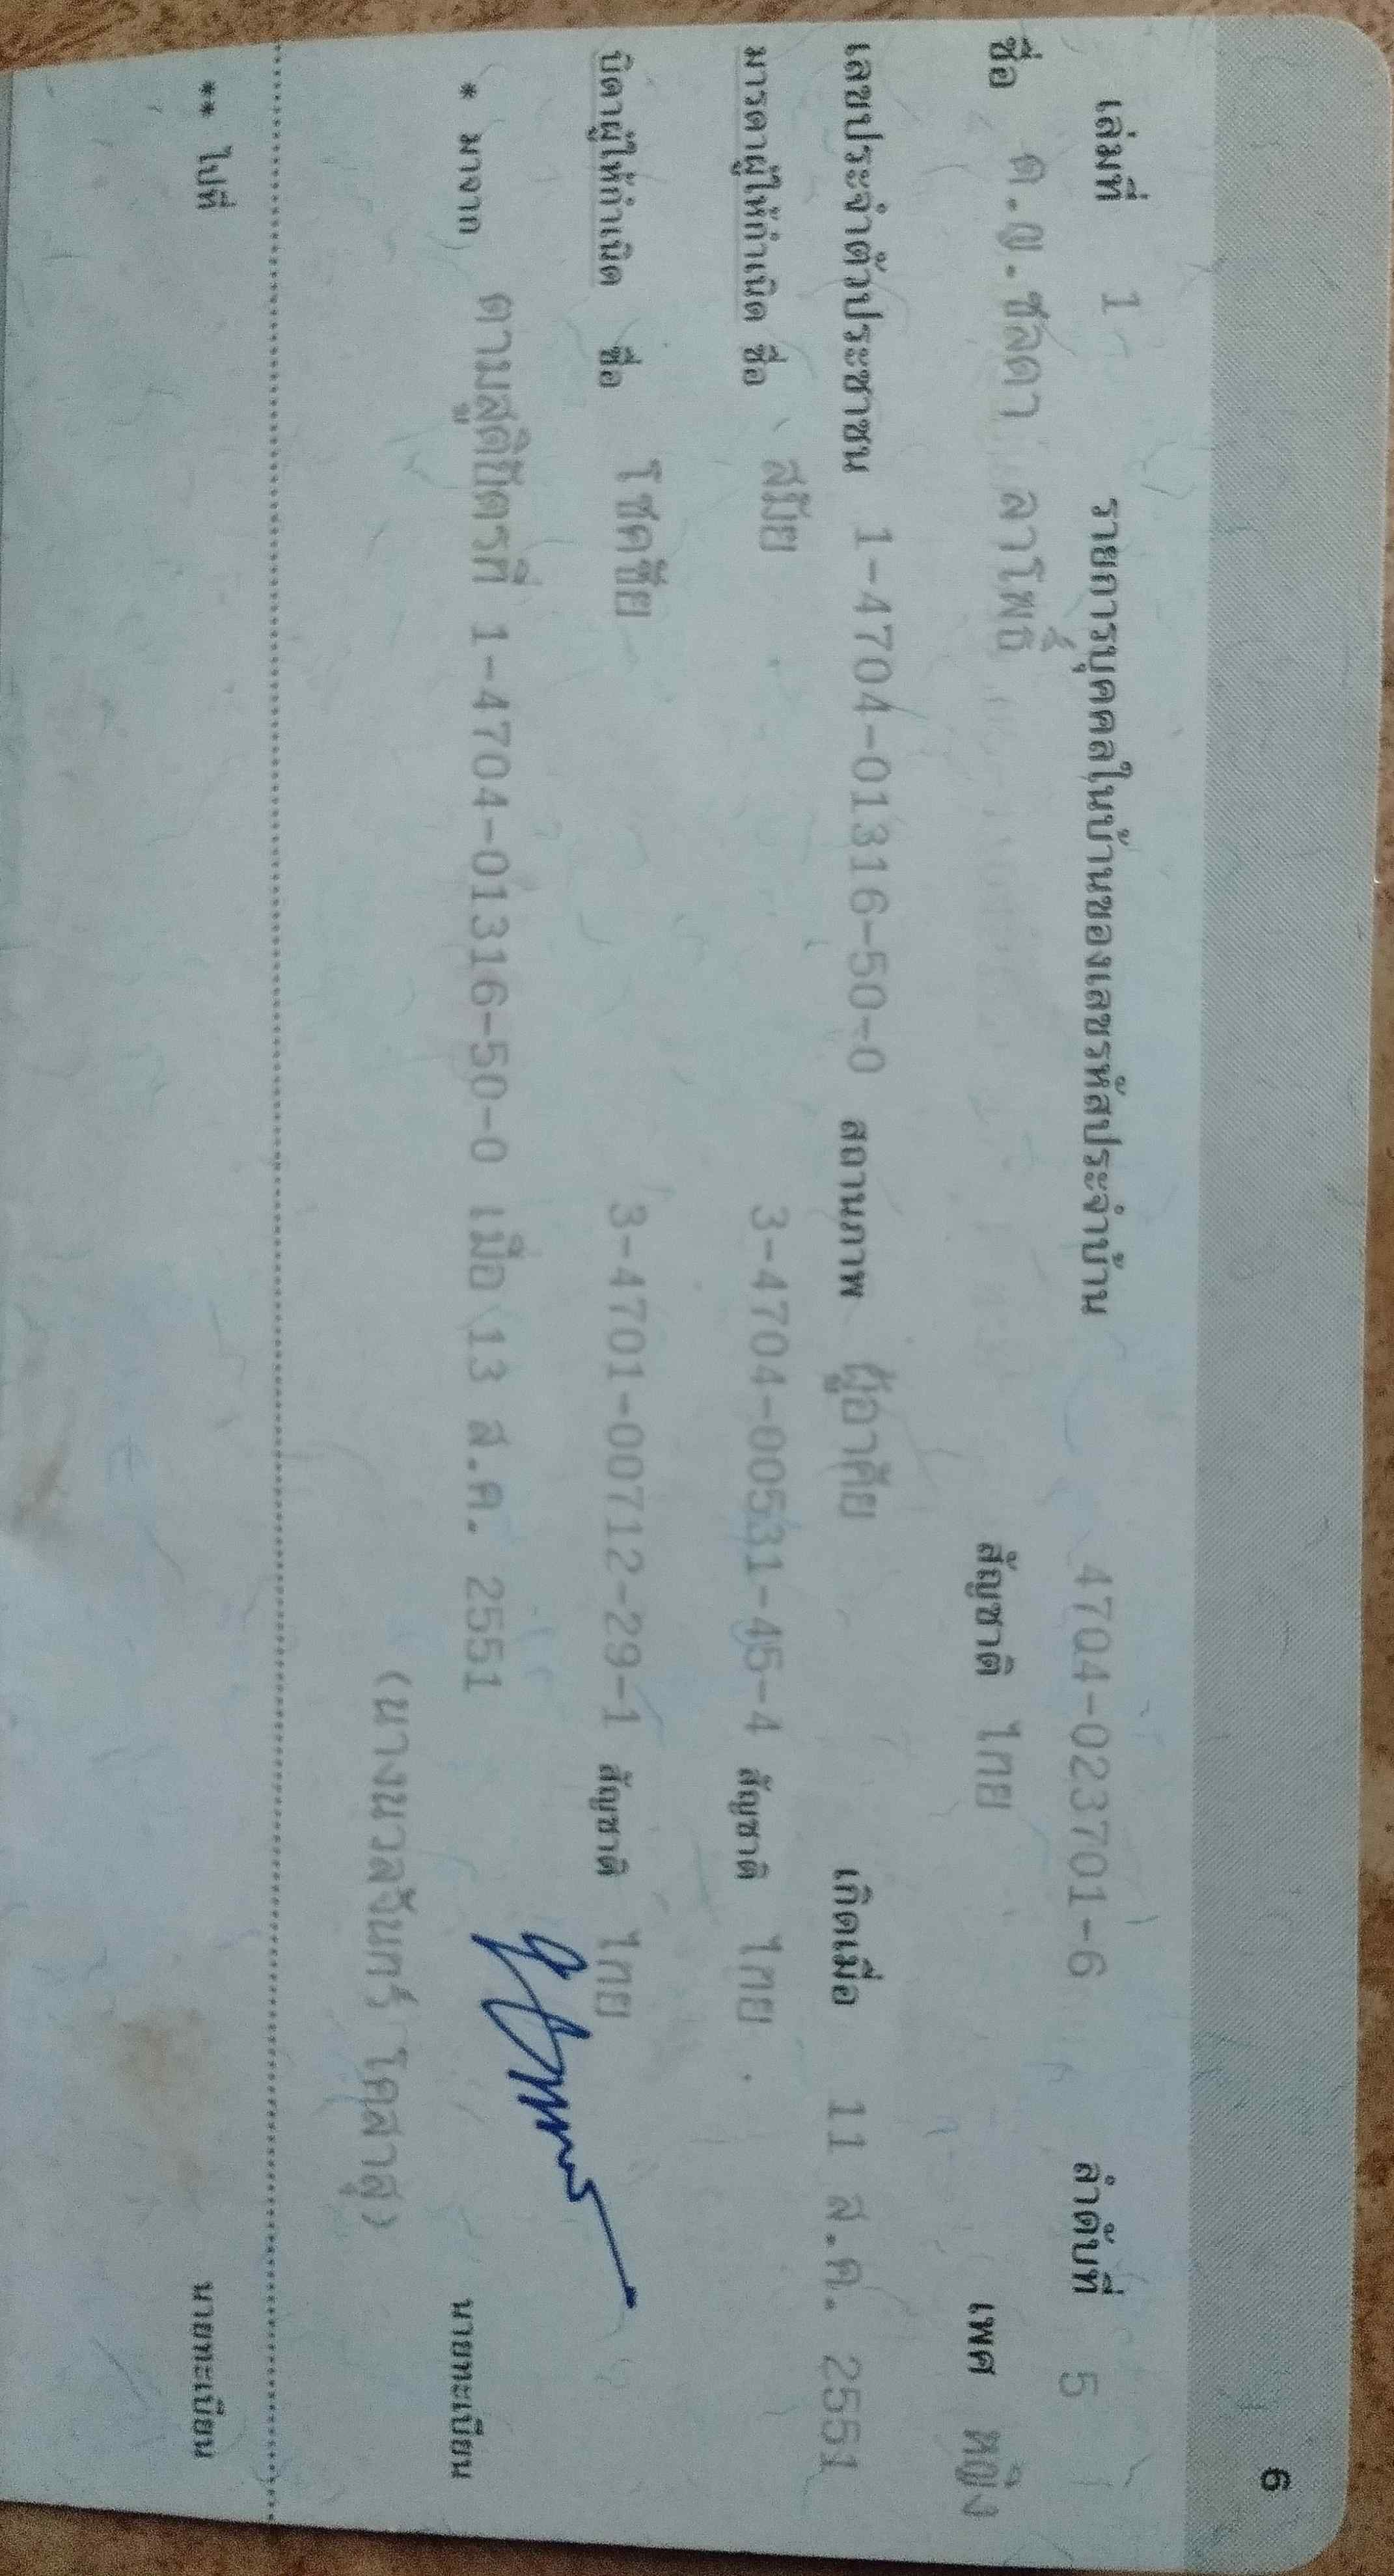 6
เล่มที่ 1 รายการบุคคลในบ้านของเลขรหัสประจำบ้าน 4704-023701-6 ลำดับที่ 5
ชื่อ ด.ญ.ชลดา ลาโพธิ์ สัญชาติ ไทย เพศ หญิง
เลขประจำตัวประชาชน 1-4704-01316-50-0 สถานภาพ ผู้อาศัย เกิดเมื่อ 11 ส.ค. 2551
มารดาผู้ให้กำเนิด ชื่อ สมัย 3-4704-00531-45-4 สัญชาติ ไทย
บิดาผู้ให้กำเนิด ชื่อ โชคชัย 3-4701-00712-29-1 สัญชาติ ไทย
* มาจาก ตามสูติบัตรที่ 1-4704-01316-50-0 เมื่อ 13 ส.ค. 2551 นายทะเบียน
(นางนวลจันทร์ โคสาสุ)
** ไปที่ นายทะเบียน